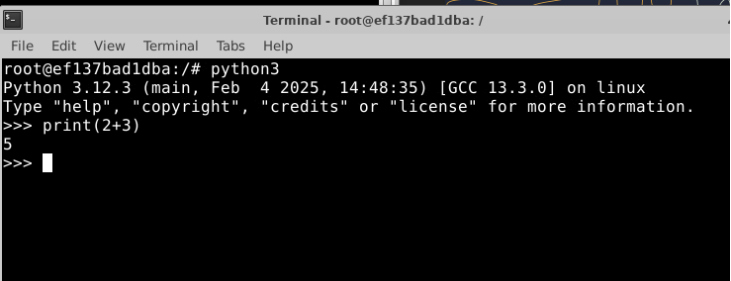 Terminal - root@ef137bad1dba: /
File Edit View Terminal Tabs Help
root@ef137bad1dba:/# python3
Python 3.12.3 (main, Feb  4 2025, 14:48:35) [GCC 13.3.0] on linux
Type "help", "copyright", "credits" or "license" for more information.
>>> print(2+3)
5
>>>